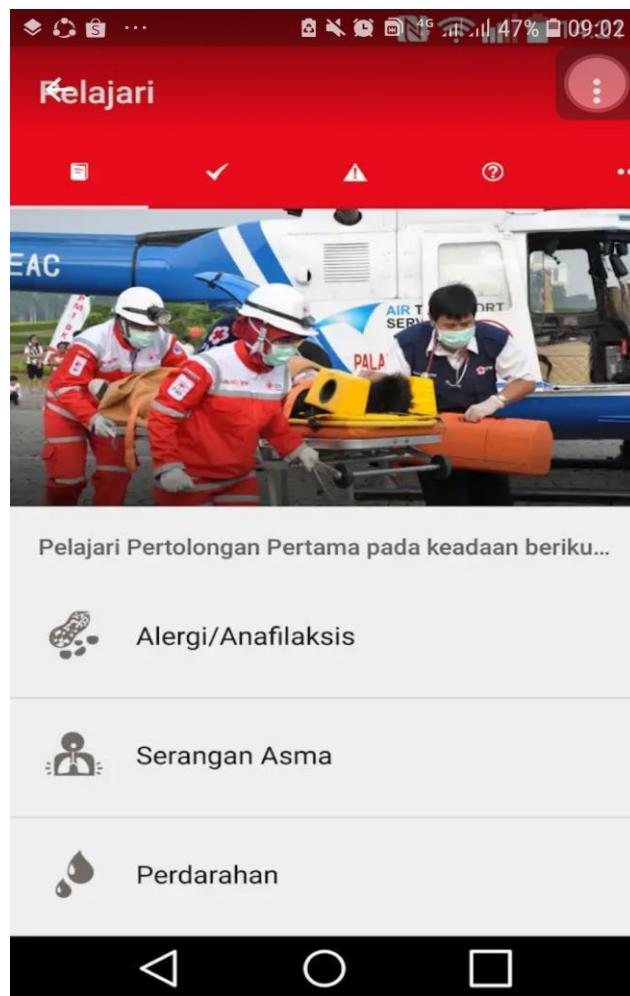 4G 47% 09:02
Pelajari
EAC
AIR T
SERV
PALA
Pelajari Pertolongan Pertama pada keadaan beriku...
Alergi/Anafilaksis
Serangan Asma
Perdarahan